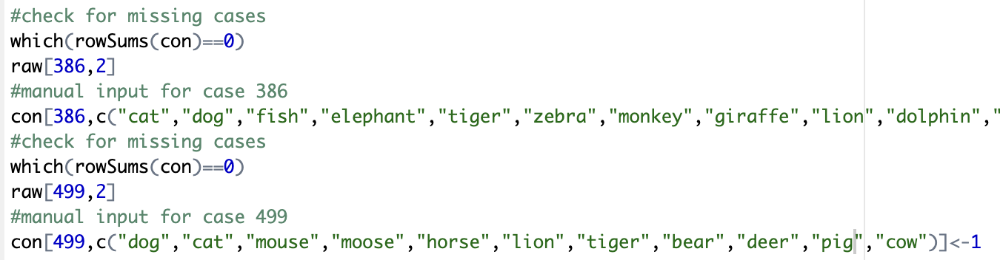 #check for missing cases
which(rowSums(con)==0)
raw[386,2]
#manual input for case 386
con[386,c("cat","dog","fish","elephant","tiger","zebra","monkey","giraffe","lion","dolphin","
#check for missing cases
which(rowSums(con)==0)
raw[499,2]
#manual input for case 499
con[499,c("dog","cat","mouse","moose","horse","lion","tiger","bear","deer","pig","cow")]<-1